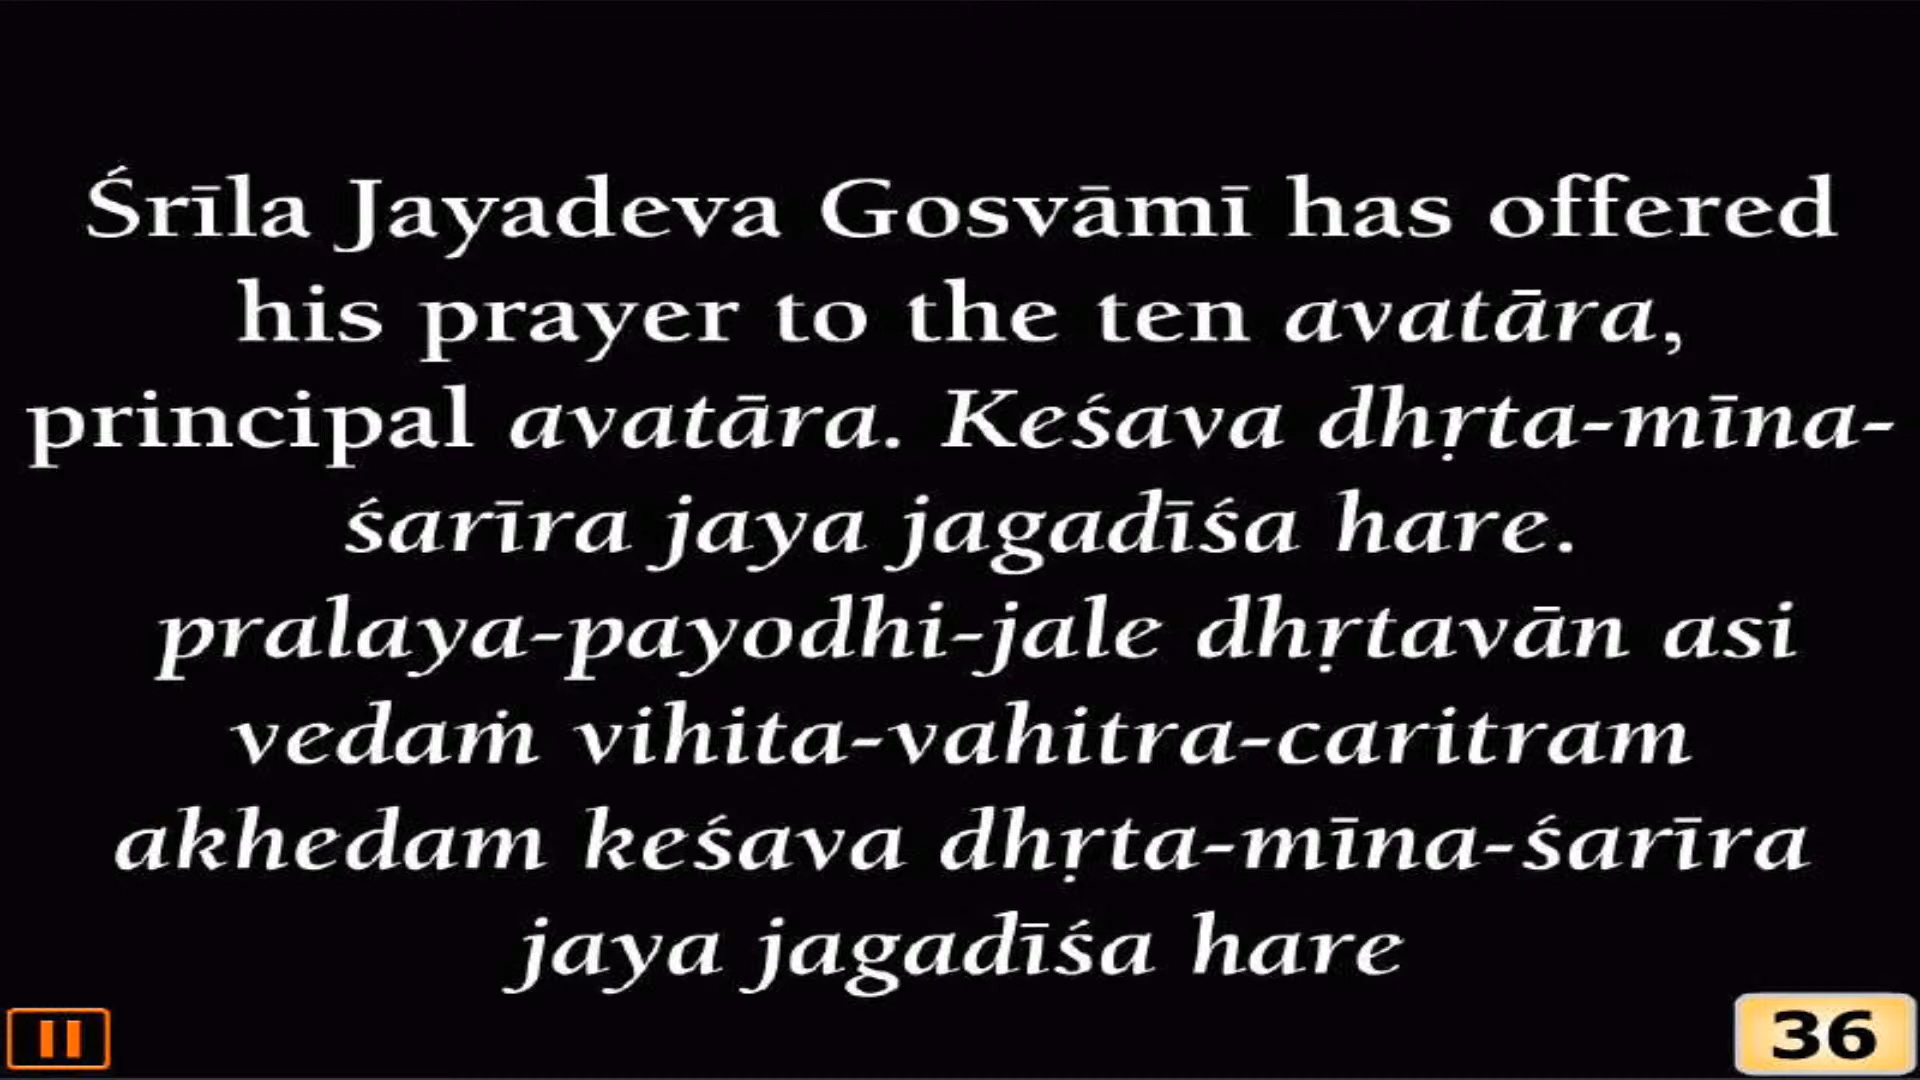 Śrīla Jayadeva Gosvāmī has offered
his prayer to the ten avatāra,
principal avatāra. Keśava dhṛta-mīna-
śarīra jaya jagadīśa hare.
pralaya-payodhi-jale dhṛtavān asi
vedaṁ vihita-vahitra-caritram
akhedam keśava dhṛta-mīna-śarīra
jaya jagadīśa hare
36